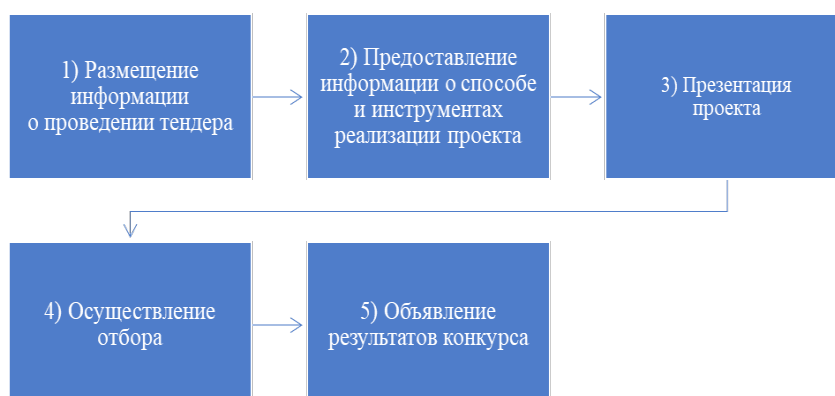 1) Размещение
информации
о проведении тендера
2) Предоставление
информации о способе
и инструментах
реализации проекта
3) Презентация
проекта
4) Осуществление
отбора
5) Объявление
результатов конкурса